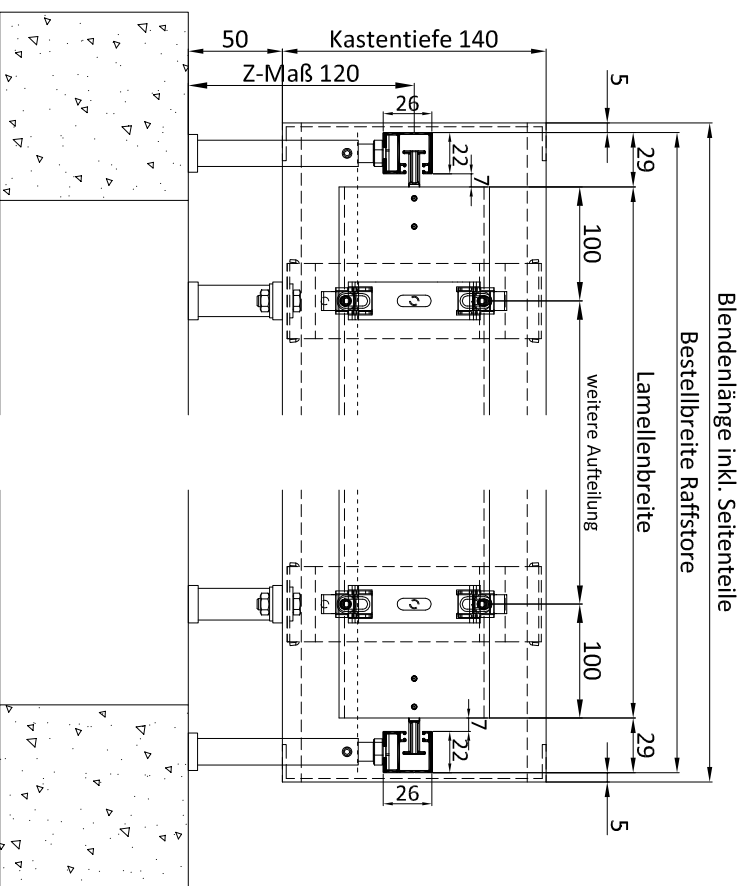 50
Kastentiefe 140
Z-Maß 120
26
5
22
29
7
100
Blendenlänge inkl. Seitenteile
Bestellbreite Raffstore
Lamellenbreite
weitere Aufteilung
100
7
22
29
26
5